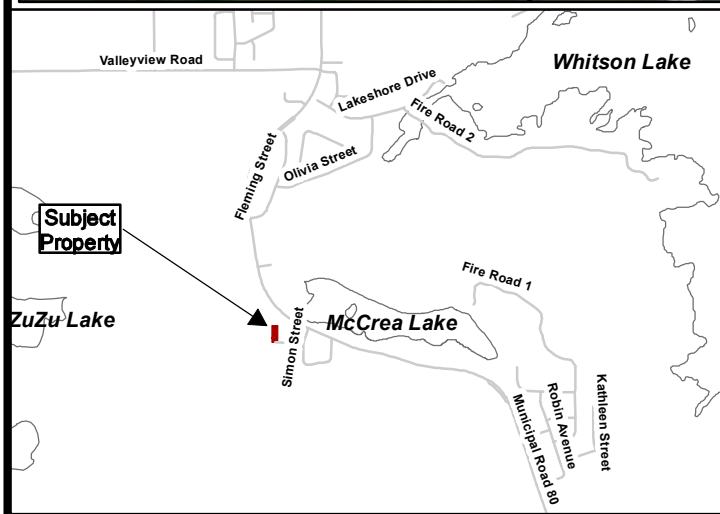 Valleyview Road
Whitson Lake
Lakeshore Drive
Fire Road 2
Fleming Street
Olivia Street
Subject
Property
Fire Road 1
ZuZu Lake
Simon Street
McCrea Lake
Municipal Road 80
Robin Avenue
Kathleen Street